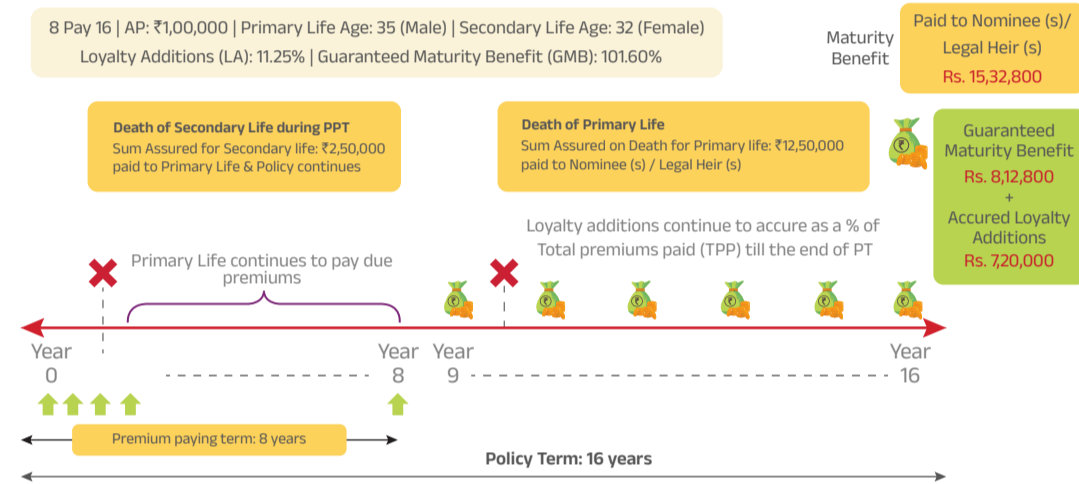 8 Pay 16 | AP: ₹1,00,000 | Primary Life Age: 35 (Male) | Secondary Life Age: 32 (Female)
Loyalty Additions (LA): 11.25% | Guaranteed Maturity Benefit (GMB): 101.60%
Maturity
Benefit
Paid to Nominee (s)/
Legal Heir (s)
Rs. 15,32,800
Death of Secondary Life during PPT
Sum Assured for Secondary life: ₹2,50,000
paid to Primary Life & Policy continues
Death of Primary Life
Sum Assured on Death for Primary life: ₹12,50,000
paid to Nominee (s) / Legal Heir (s)
Guaranteed
Maturity Benefit
Rs. 8,12,800
+
Accured Loyalty
Additions
Rs. 7,20,000
Primary Life continues to pay due
premiums
Loyalty additions continue to accure as a % of
Total premiums paid (TPP) till the end of PT
Year
0
Year
8
Year
9
Year
16
Premium paying term: 8 years
Policy Term: 16 years